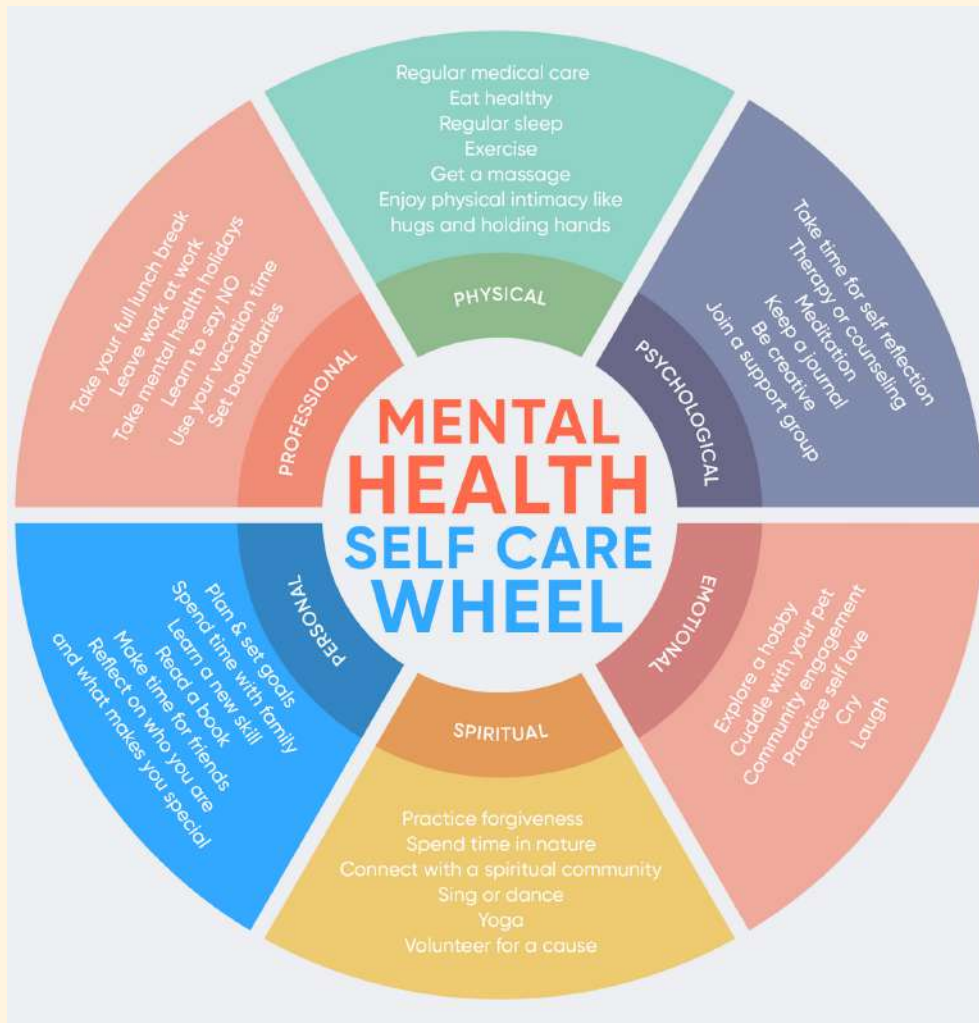 MENTAL
HEALTH
SELF CARE
WHEEL
PHYSICAL
Regular medical care
Eat healthy
Regular sleep
Exercise
Get a massage
Enjoy physical intimacy like
hugs and holding hands
PSYCHOLOGICAL
Take time for self reflection
Therapy or counseling
Meditation
Keep a journal
Be creative
Join a support group
EMOTIONAL
Explore a hobby
Cuddle with your pet
Community engagement
Practice self love
Cry
Laugh
SPIRITUAL
Practice forgiveness
Spend time in nature
Connect with a spiritual community
Sing or dance
Yoga
Volunteer for a cause
PERSONAL
Plan & set goals
Spend time with family
Learn a new skill
Read a book
Make time for friends
Reflect on who you are
and what makes you special
PROFESSIONAL
Take your full lunch break
Leave work at work
Take mental health holidays
Learn to say NO
Use your vacation time
Set boundaries